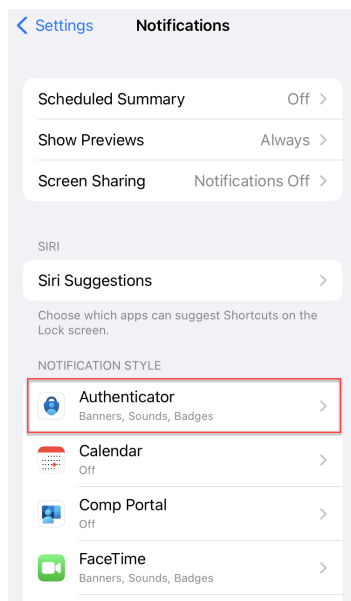 Settings Notifications
Scheduled Summary Off
Show Previews Always
Screen Sharing Notifications Off
SIRI
Siri Suggestions
Choose which apps can suggest Shortcuts on the
Lock screen.
NOTIFICATION STYLE
Authenticator
Banners, Sounds, Badges
Calendar
Off
Comp Portal
Off
FaceTime
Banners, Sounds, Badges